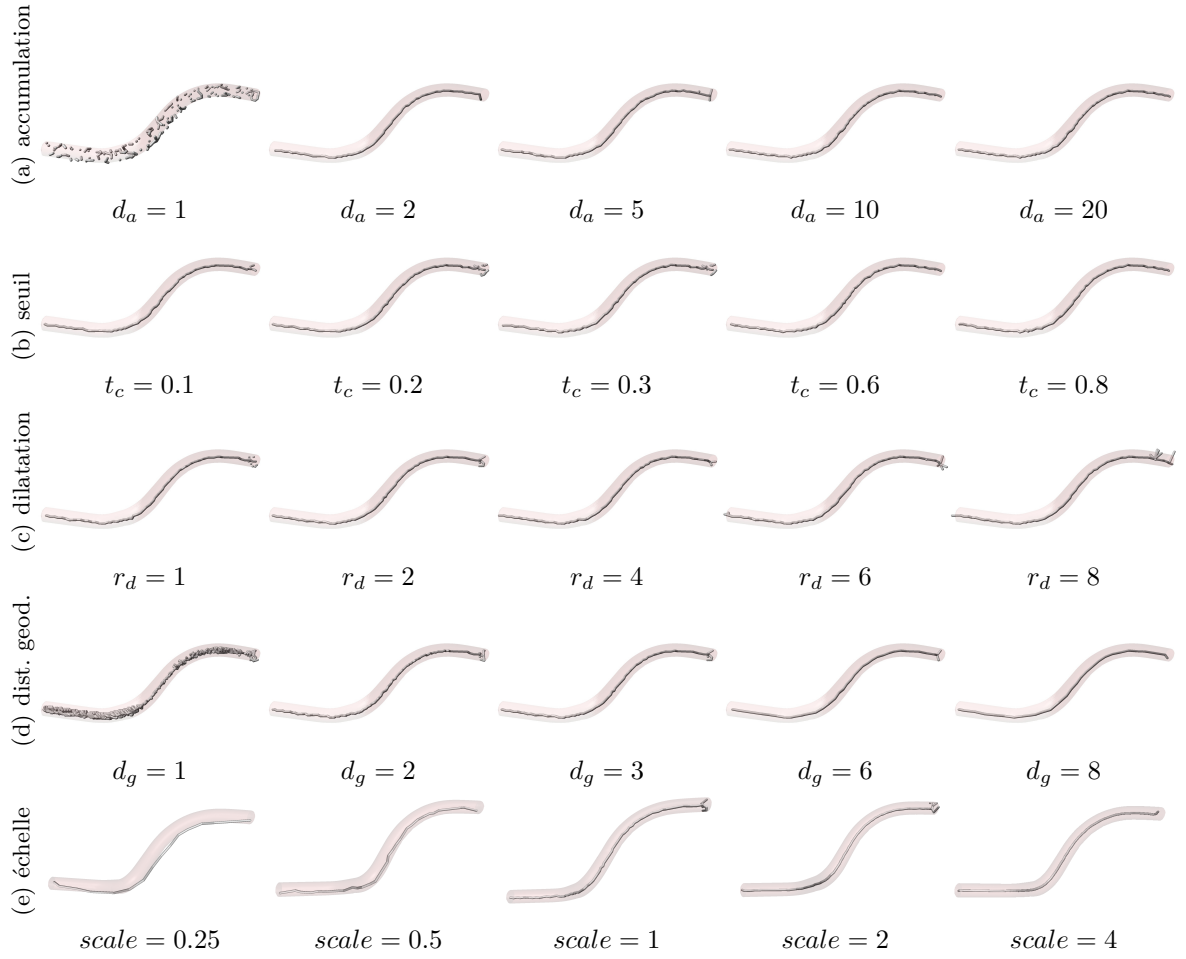 (a) accumulation
d_a = 1 d_a = 2 d_a = 5 d_a = 10 d_a = 20
(b) seuil
t_c = 0.1 t_c = 0.2 t_c = 0.3 t_c = 0.6 t_c = 0.8
(c) dilatation
r_d = 1 r_d = 2 r_d = 4 r_d = 6 r_d = 8
(d) dist. geod.
d_g = 1 d_g = 2 d_g = 3 d_g = 6 d_g = 8
(e) échelle
scale = 0.25 scale = 0.5 scale = 1 scale = 2 scale = 4